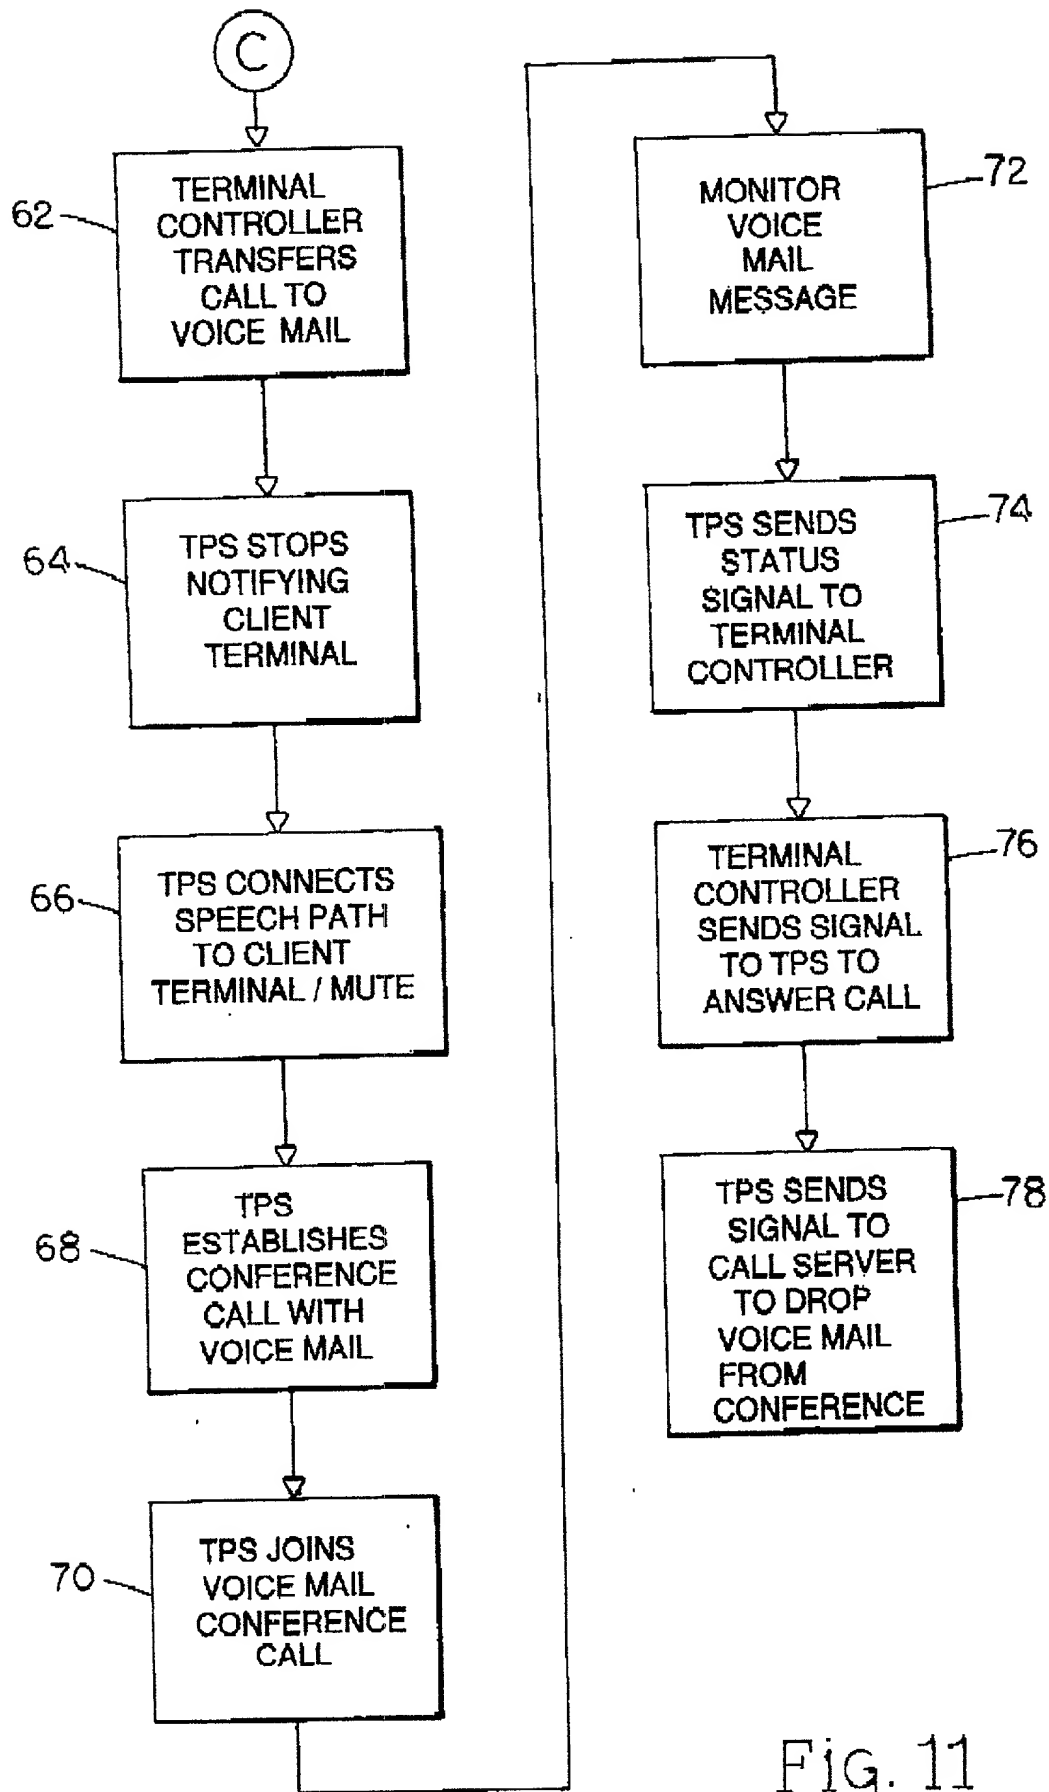 C
62
TERMINAL
CONTROLLER
TRANSFERS
CALL TO
VOICE MAIL
64
TPS STOPS
NOTIFYING
CLIENT
TERMINAL
66
TPS CONNECTS
SPEECH PATH
TO CLIENT
TERMINAL / MUTE
68
TPS
ESTABLISHES
CONFERENCE
CALL WITH
VOICE MAIL
70
TPS JOINS
VOICE MAIL
CONFERENCE
CALL
72
MONITOR
VOICE
MAIL
MESSAGE
74
TPS SENDS
STATUS
SIGNAL TO
TERMINAL
CONTROLLER
76
TERMINAL
CONTROLLER
SENDS SIGNAL
TO TPS TO
ANSWER CALL
78
TPS SENDS
SIGNAL TO
CALL SERVER
TO DROP
VOICE MAIL
FROM
CONFERENCE
FIG. 11